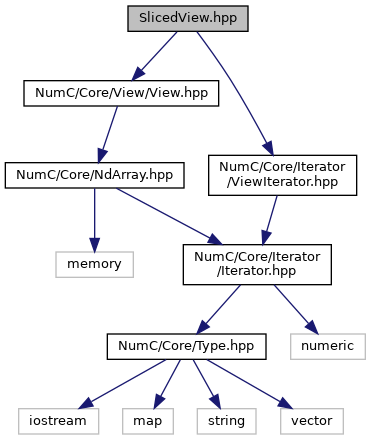 SlicedView.hpp
NumC/Core/View/View.hpp
NumC/Core/NdArray.hpp
NumC/Core/Iterator
/ViewIterator.hpp
memory
NumC/Core/Iterator
/Iterator.hpp
NumC/Core/Type.hpp
numeric
iostream
map
string
vector